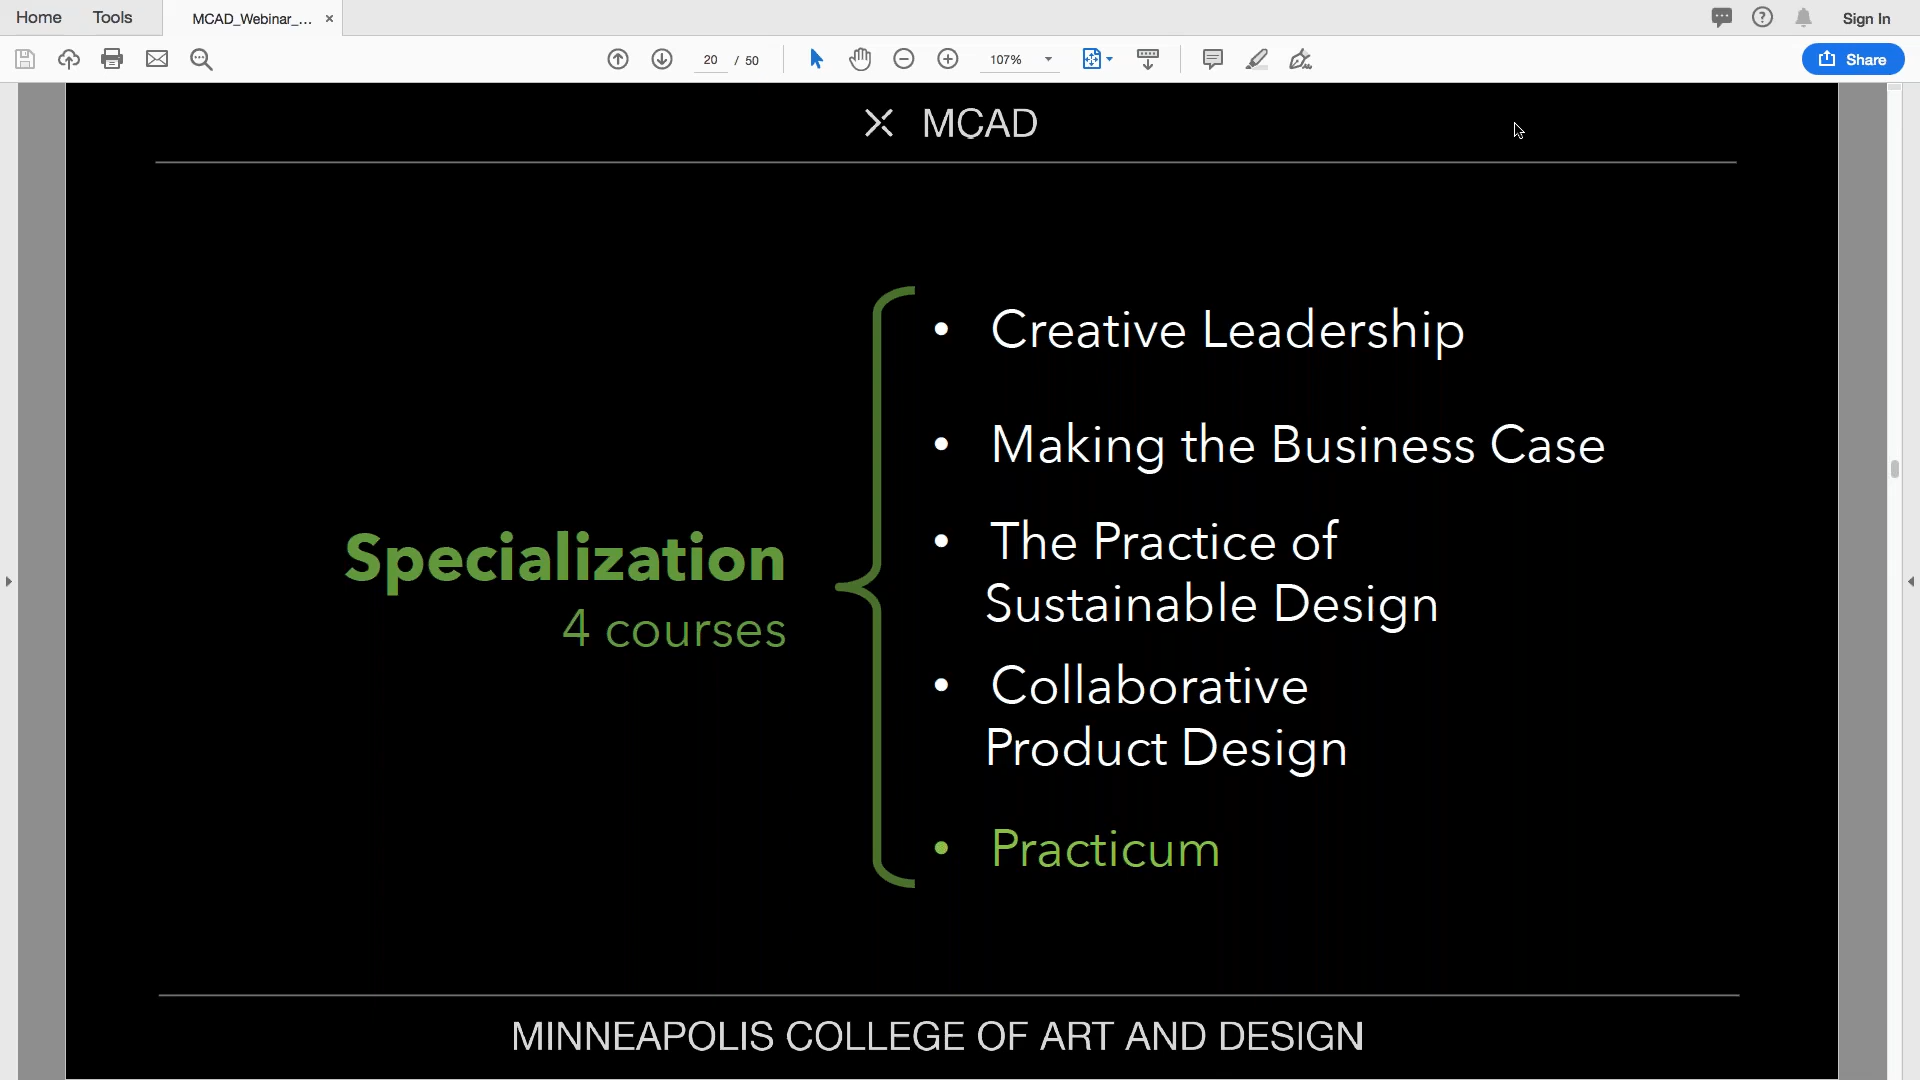 Home Tools MCAD_Webinar_... × Sign In
20 / 50 107% Share
MCAD
• Creative Leadership
• Making the Business Case
• The Practice of
Sustainable Design
Specialization
4 courses
• Collaborative
Product Design
• Practicum
MINNEAPOLIS COLLEGE OF ART AND DESIGN